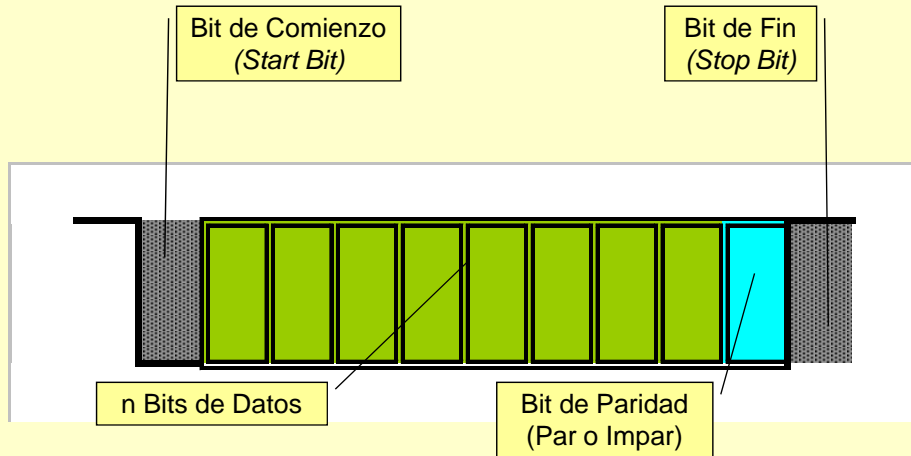 Bit de Comienzo
(Start Bit)
Bit de Fin
(Stop Bit)
n Bits de Datos
Bit de Paridad
(Par o Impar)